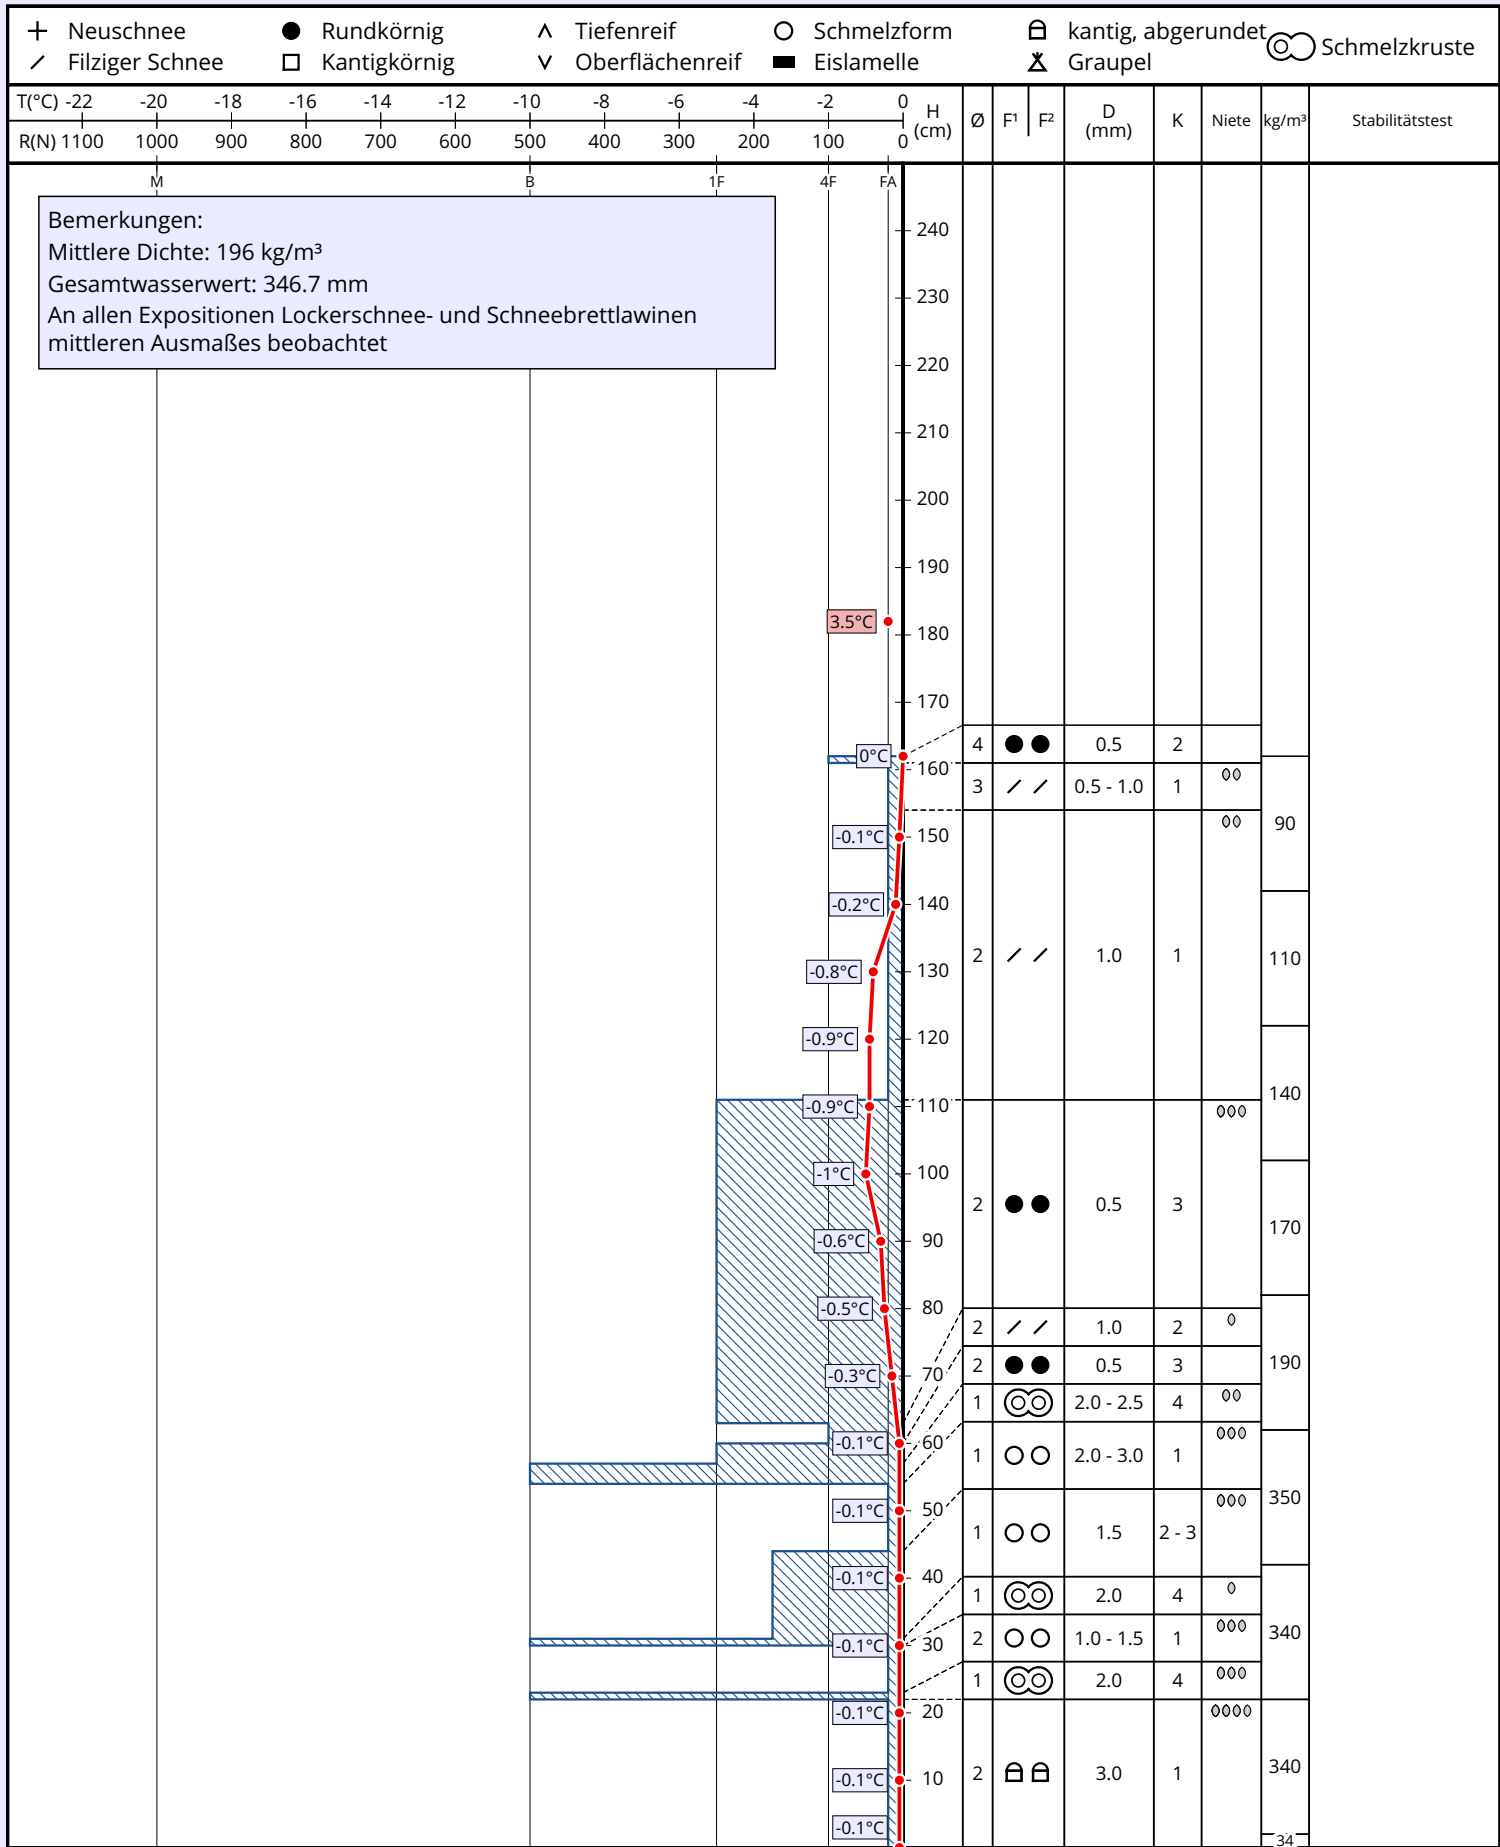 Neuschnee Rundkörnig Tiefenreif Schmelzform kantig, abgerundet Schmelzkruste
Filziger Schnee Kantigkörnig Oberflächenreif Eislamelle Graupel
T(°C) -22 -20 -18 -16 -14 -12 -10 -8 -6 -4 -2 0
R(N) 1100 1000 900 800 700 600 500 400 300 200 100 0
H (cm) Ø F¹ F² D (mm) K Niete kg/m³ Stabilitätstest
M B 1F 4F FA
Bemerkungen:
Mittlere Dichte: 196 kg/m³
Gesamtwasserwert: 346.7 mm
An allen Expositionen Lockerschnee- und Schneebrettlawinen
mittleren Ausmaßes beobachtet
240
230
220
210
200
190
3.5°C
180
170
4 0.5 2
0°C
160
3 0.5 - 1.0 1
90
-0.1°C 150
-0.2°C 140
2 1.0 1 110
-0.8°C 130
-0.9°C 120
140
-0.9°C 110
-1°C 100
2 0.5 3
170
-0.6°C 90
-0.5°C 80
2 1.0 2
190
2 0.5 3
-0.3°C 70
1 2.0 - 2.5 4
-0.1°C 60
1 2.0 - 3.0 1
350
-0.1°C 50
1 1.5 2 - 3
-0.1°C 40
1 2.0 4
340
2 1.0 - 1.5 1
-0.1°C 30
1 2.0 4
-0.1°C 20
340
2 3.0 1
-0.1°C 10
-0.1°C
34